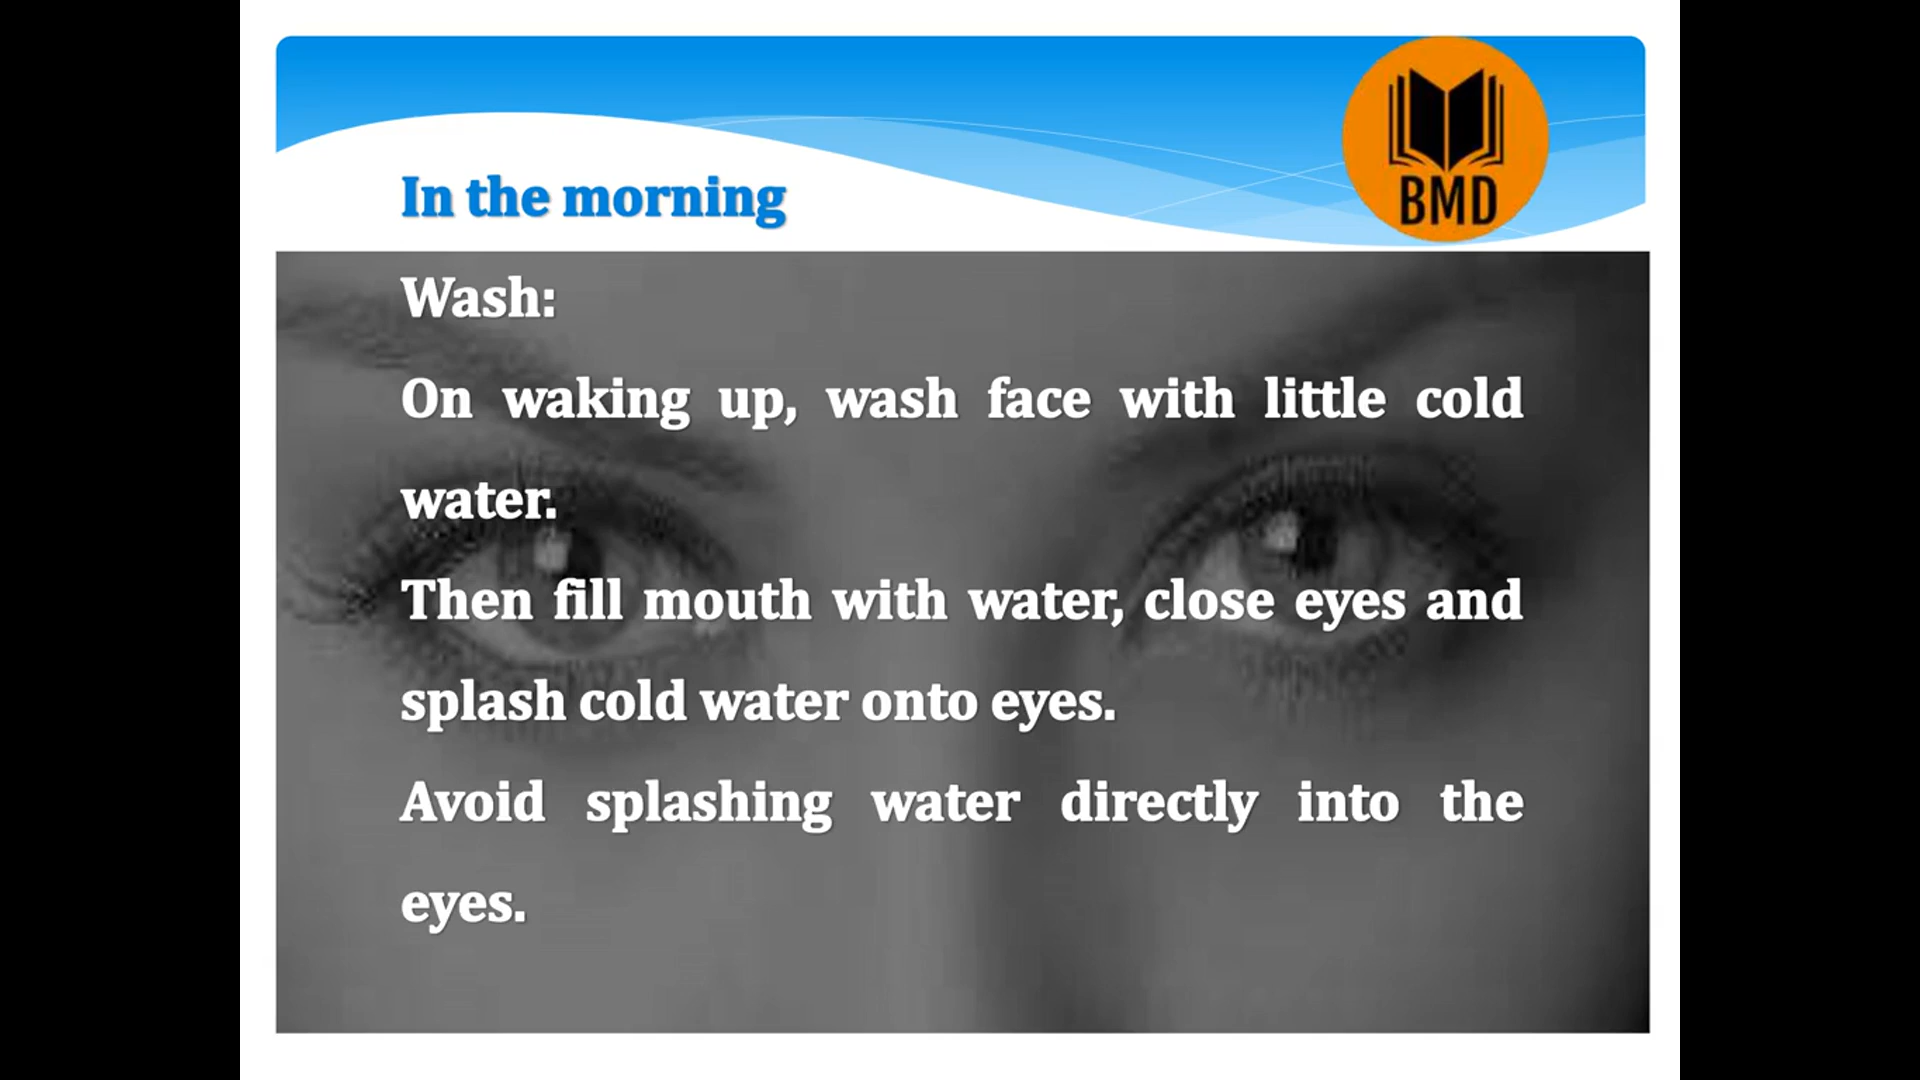 BMD
In the morning
Wash:
On waking up, wash face with little cold
water.
Then fill mouth with water, close eyes and
splash cold water onto eyes.
Avoid splashing water directly into the
eyes.